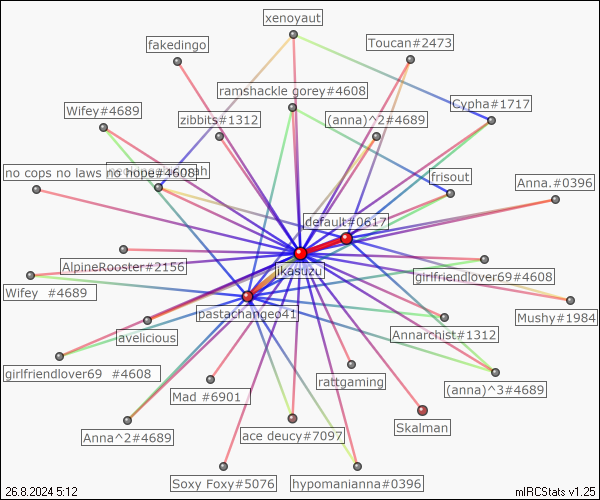 xenoyaut
fakedingo
Toucan#2473
ramshackle gorey#4608
Wifey#4689
zibbits#1312
(anna)^2#4689
Cypha#1717
no cops no laws no hope#4608
frisout
Anna.#0396
default#0617
jkasuzu
AlpineRooster#2156
girlfriendlover69#4608
Wifey #4689
pastachangeo41
Mushy#1984
avelicious
Annarchist#1312
girlfriendlover69 #4608
rattgaming
(anna)^3#4689
Mad #6901
Skalman
Anna^2#4689
ace deucy#7097
Soxy Foxy#5076
hypomanianna#0396
26.8.2024 5:12
mIRCStats v1.25